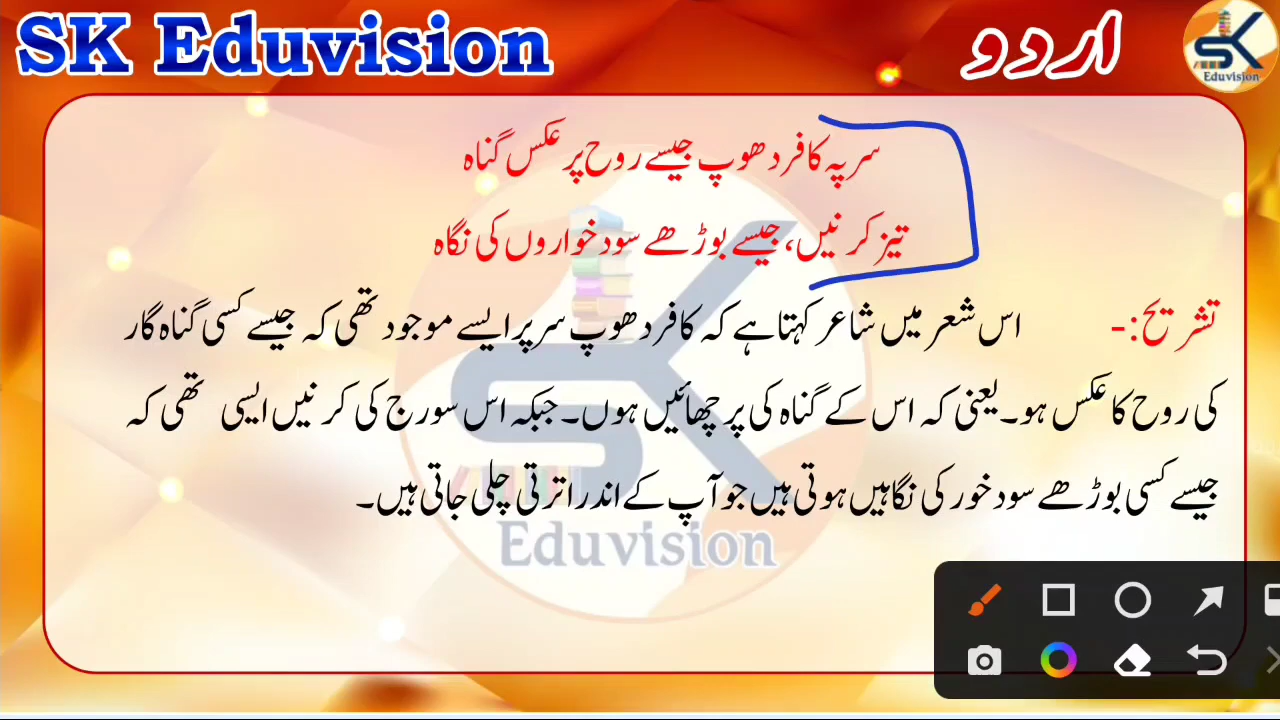 SK Eduvision
اردو
SK
Eduvision
سر پہ کافر دھوپ جیسے روح پر عکس گناہ
تیز کرنیں، جیسے بوڑھے سود خواروں کی نگاہ
تشریح:- اس شعر میں شاعر کہتا ہے کہ کافر دھوپ سر پر ایسے موجود تھی کہ جیسے کسی گناہ گار
کی روح کا عکس ہو۔ یعنی کہ اس کے گناہ کی پرچھائیں ہوں۔ جبکہ اس سورج کی کرنیں ایسی تھی کہ
جیسے کسی بوڑھے سود خور کی نگاہیں ہوتی ہیں جو آپ کے اندر اترتی چلی جاتی ہیں۔
SK
Eduvision